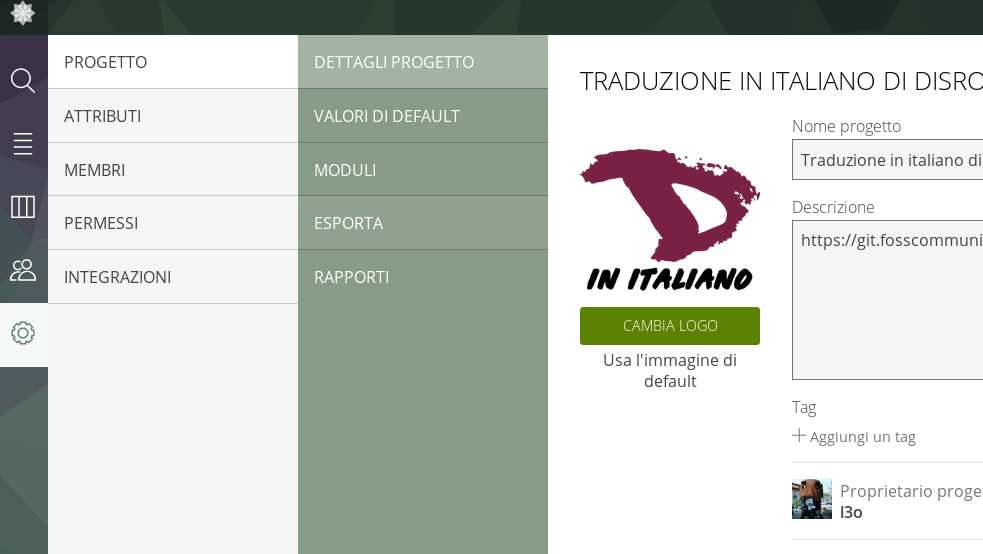 PROGETTO
ATTRIBUTI
MEMBRI
PERMESSI
INTEGRAZIONI
DETTAGLI PROGETTO
VALORI DI DEFAULT
MODULI
ESPORTA
RAPPORTI
TRADUZIONE IN ITALIANO DI DISRO
IN ITALIANO
CAMBIA LOGO
Usa l'immagine di
default
Nome progetto
Traduzione in italiano di
Descrizione
https://git.fosscommuni
Tag
Aggiungi un tag
Proprietario proget
l3o